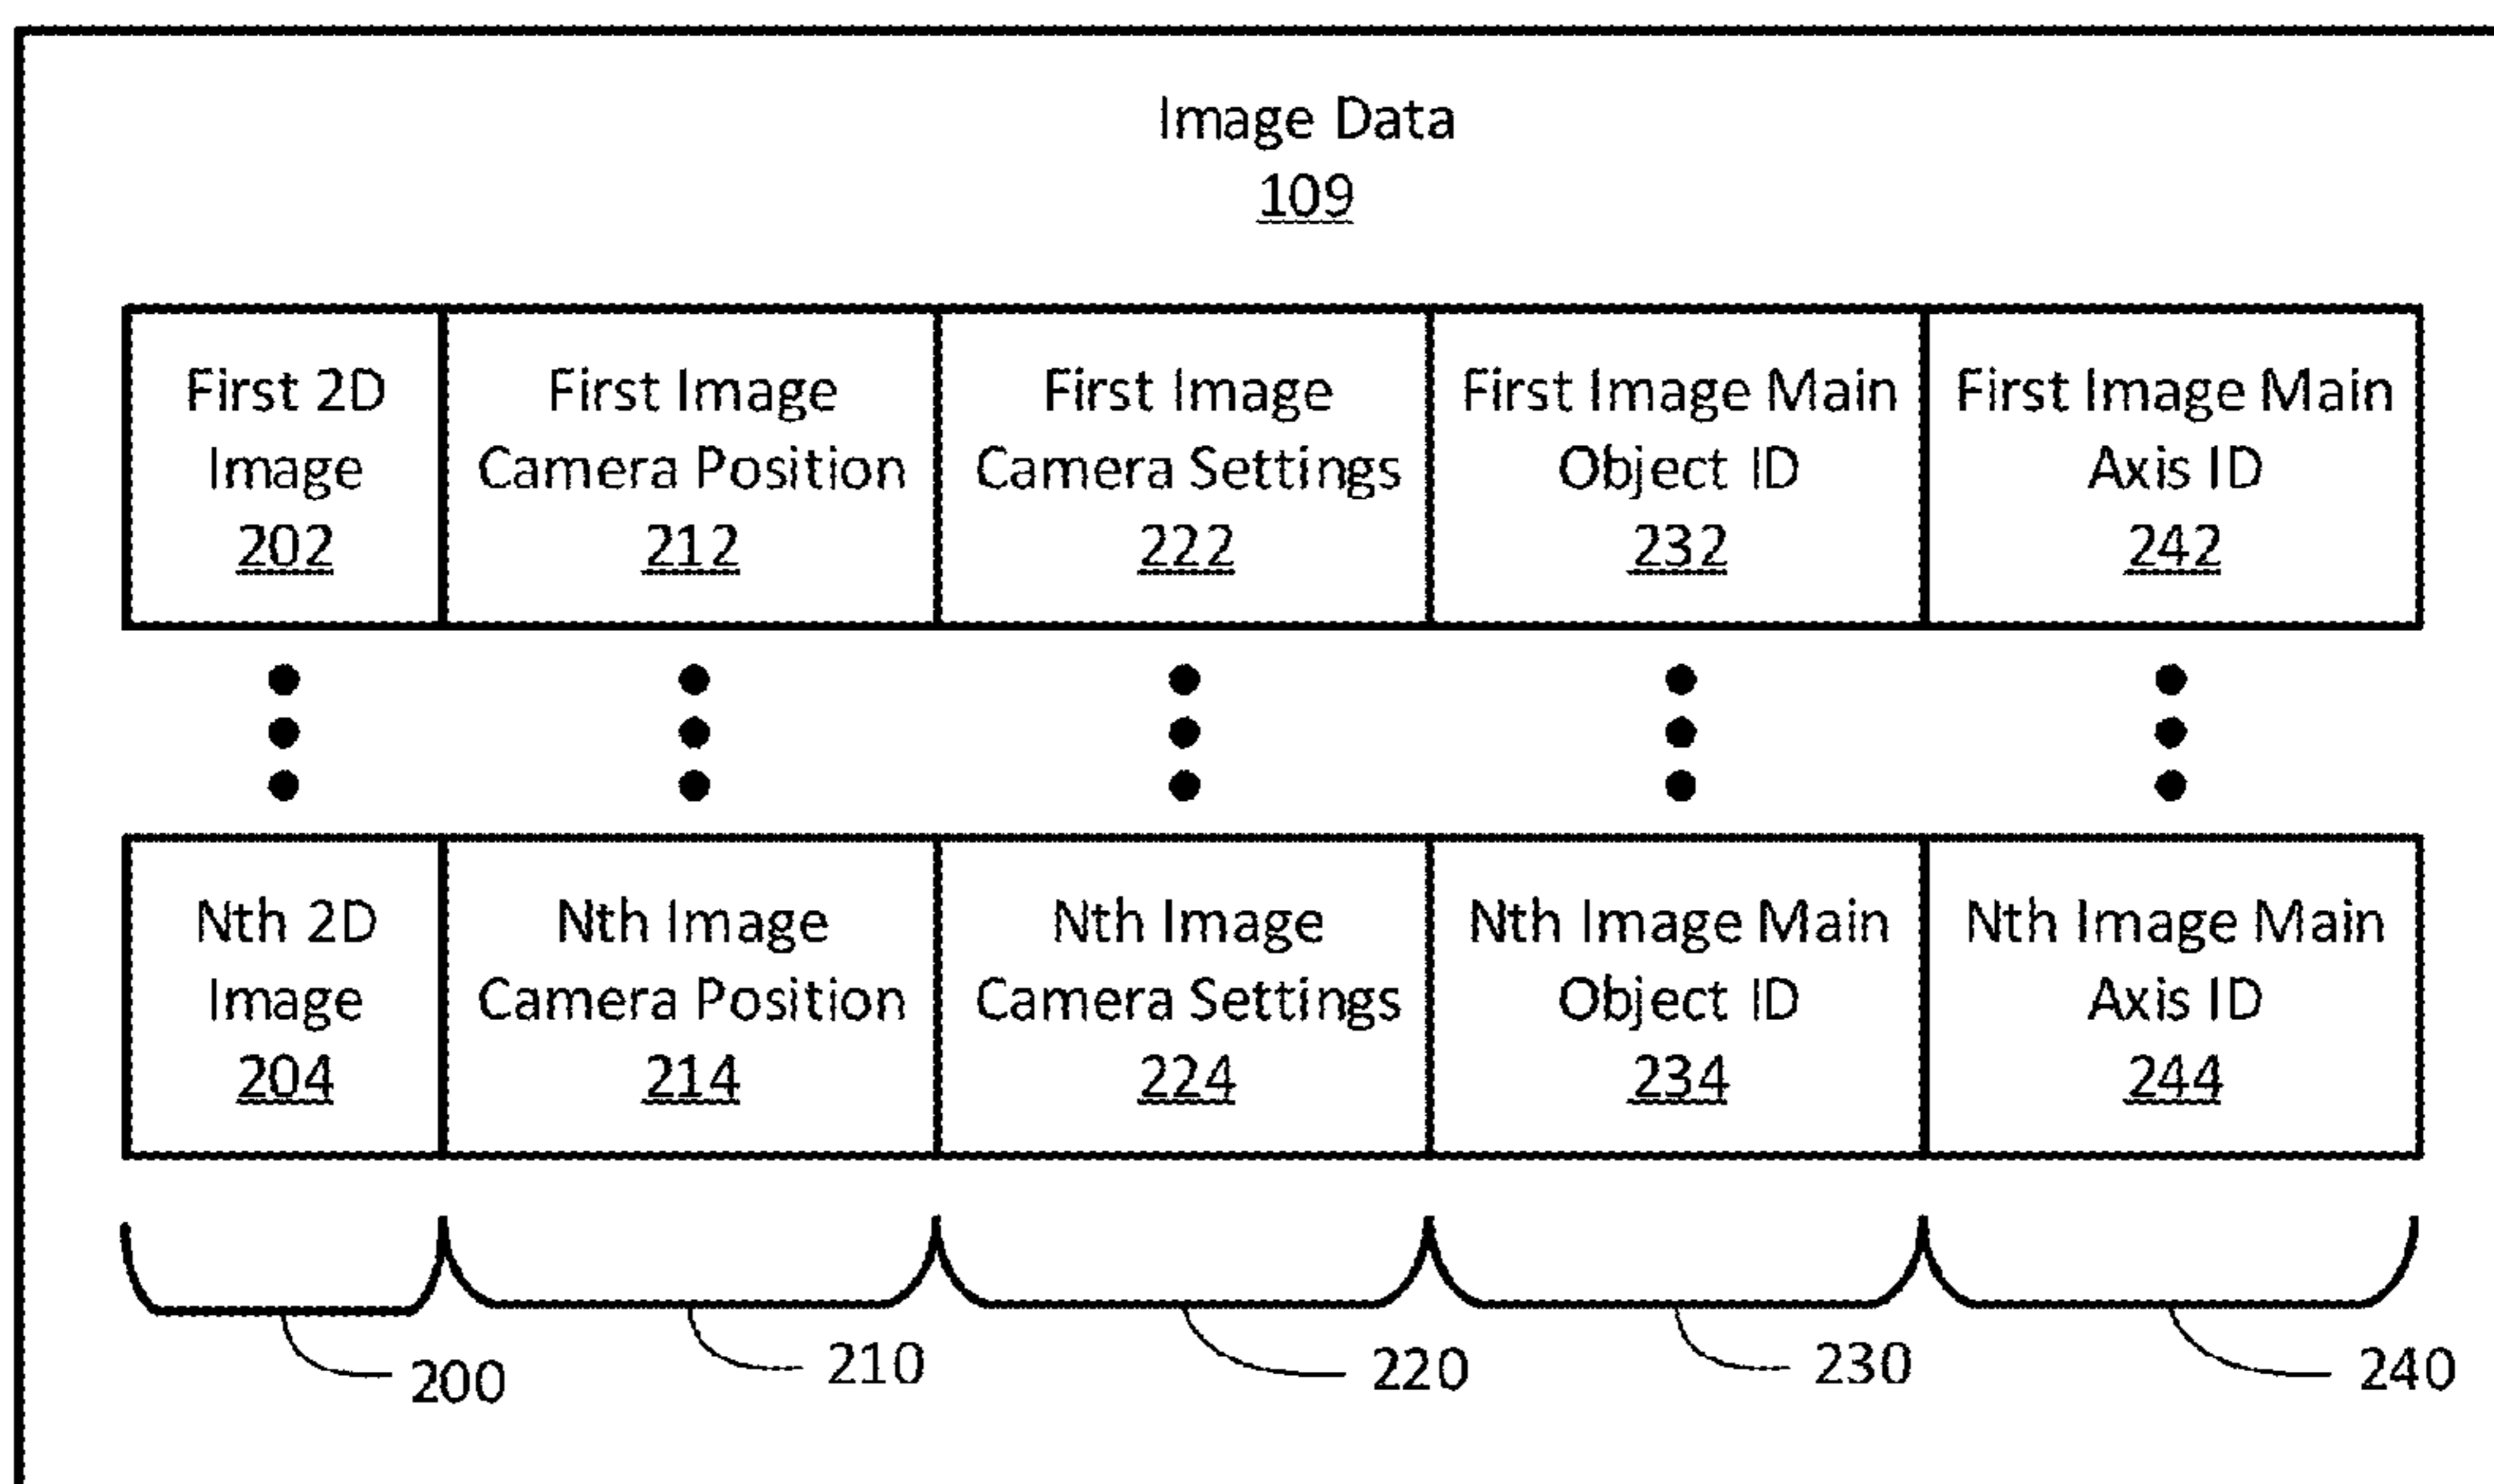 Image Data
109
First 2D
Image
202
First Image
Camera Position
212
First Image
Camera Settings
222
First Image Main
Object ID
232
First Image Main
Axis ID
242
Nth 2D
Image
204
Nth Image
Camera Position
214
Nth Image
Camera Settings
224
Nth Image Main
Object ID
234
Nth Image Main
Axis ID
244
200
210
220
230
240